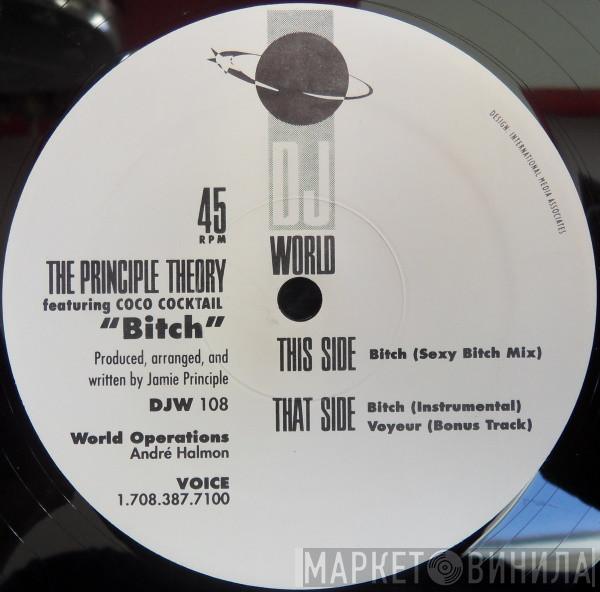 DJ
WORLD
DESIGN: INTERNATIONAL MEDIA ASSOCIATES
45
RPM
THE PRINCIPLE THEORY
featuring COCO COCKTAIL
"Bitch"
Produced, arranged, and
written by Jamie Principle
DJW 108
World Operations
André Halmon
VOICE
1.708.387.7100
THIS SIDE Bitch (Sexy Bitch Mix)
THAT SIDE Bitch (Instrumental)
Voyeur (Bonus Track)
МАРКЕТ ВИНИЛА